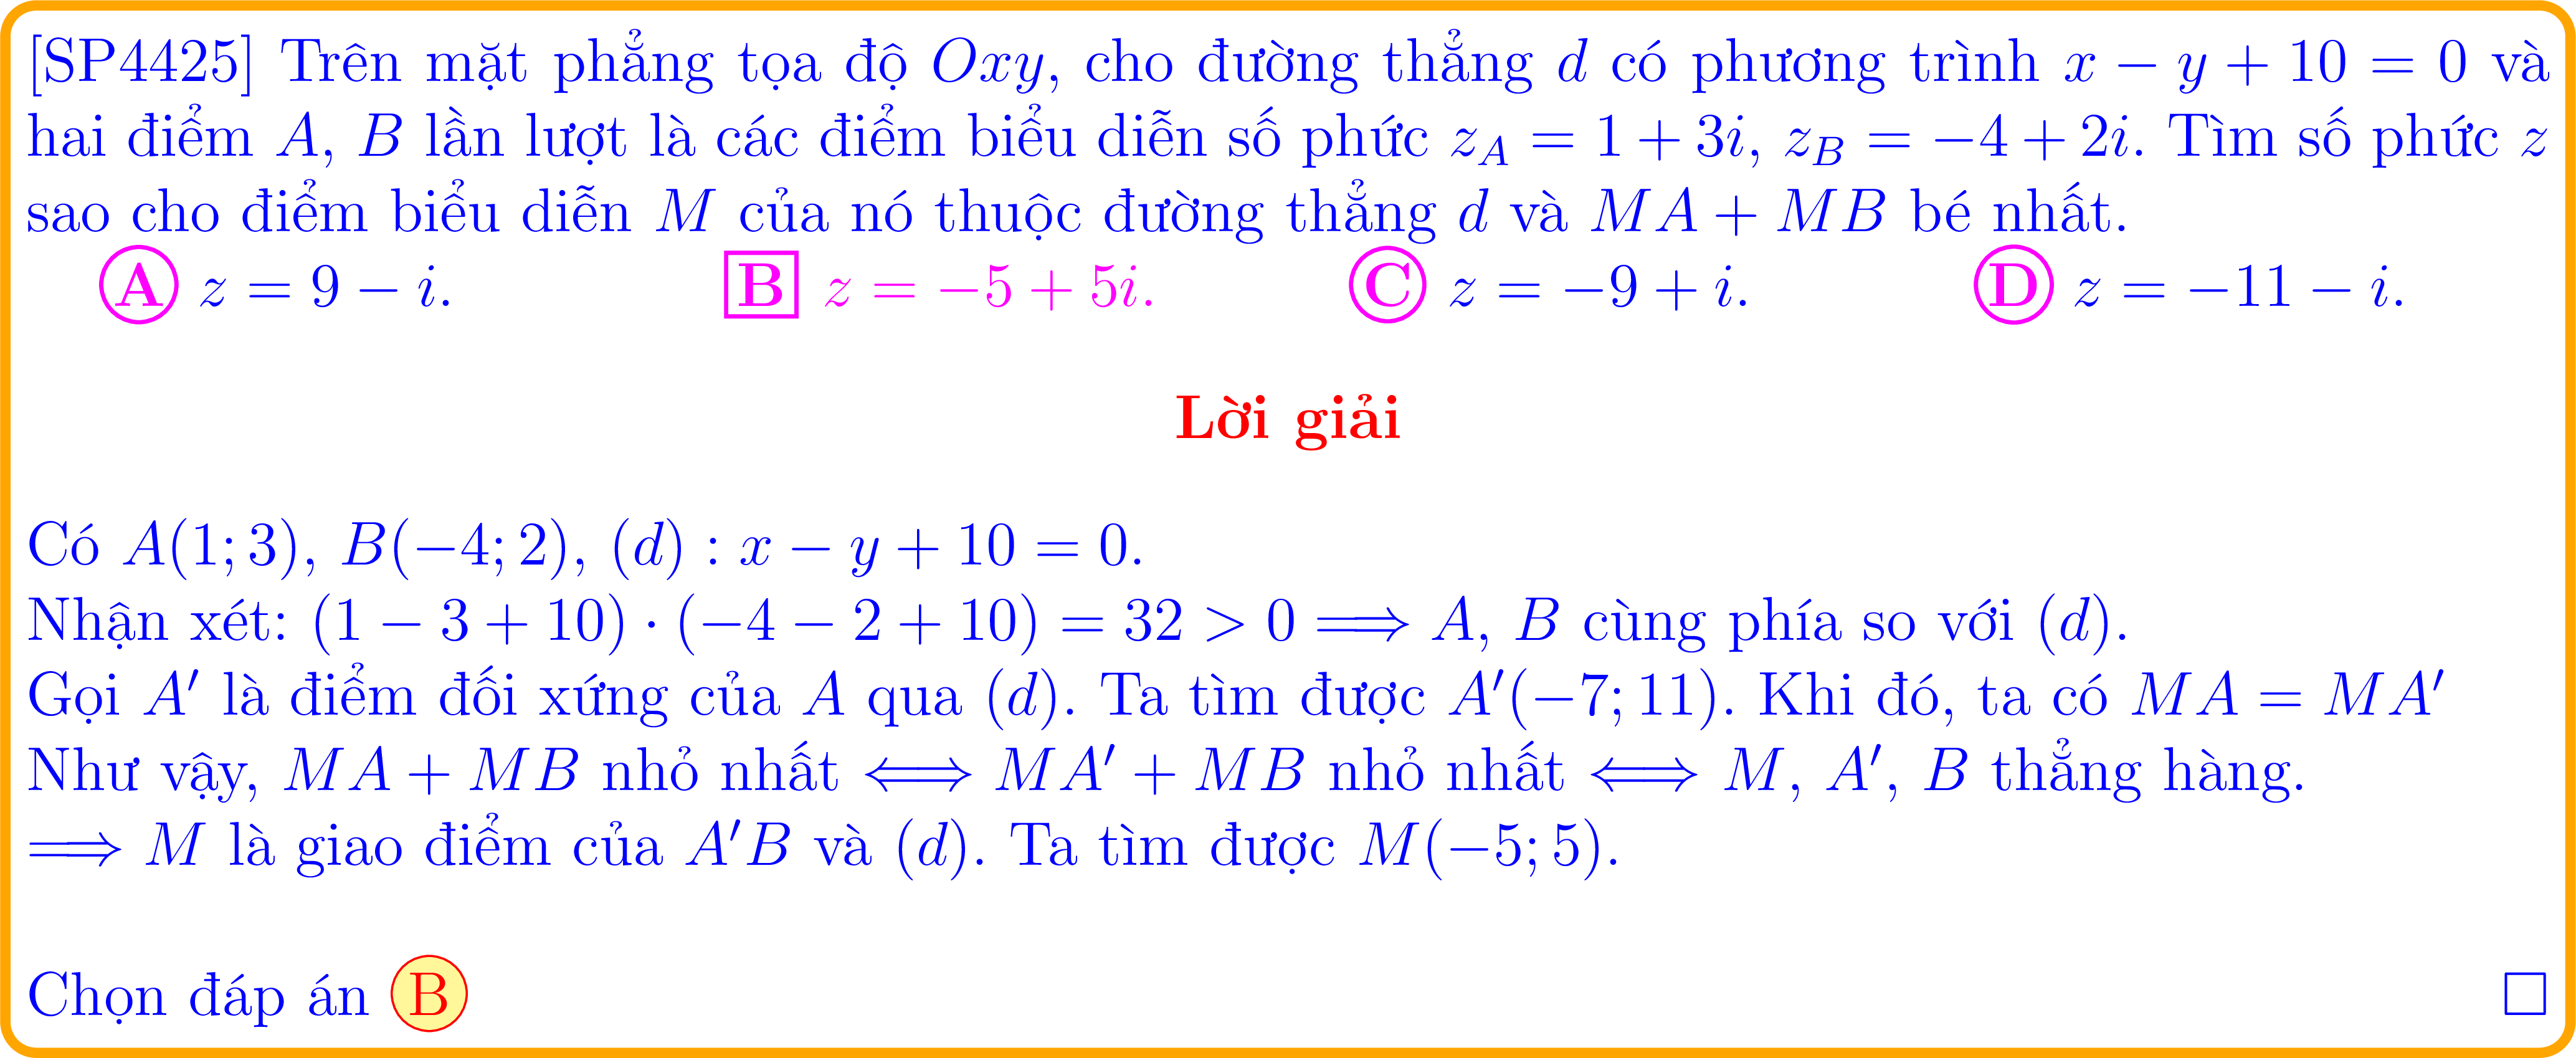 [SP4425] Trên mặt phẳng tọa độ Oxy, cho đường thẳng d có phương trình x − y + 10 = 0 và
hai điểm A, B lần lượt là các điểm biểu diễn số phức z_A = 1 + 3i, z_B = −4 + 2i. Tìm số phức z
sao cho điểm biểu diễn M của nó thuộc đường thẳng d và MA + MB bé nhất.
A z = 9 − i. B z = −5 + 5i. C z = −9 + i. D z = −11 − i.
Lời giải
Có A(1; 3), B(−4; 2), (d) : x − y + 10 = 0.
Nhận xét: (1 − 3 + 10) · (−4 − 2 + 10) = 32 > 0 ⟹ A, B cùng phía so với (d).
Gọi A′ là điểm đối xứng của A qua (d). Ta tìm được A′(−7; 11). Khi đó, ta có MA = MA′
Như vậy, MA + MB nhỏ nhất ⟺ MA′ + MB nhỏ nhất ⟺ M, A′, B thẳng hàng.
⟹ M là giao điểm của A′B và (d). Ta tìm được M(−5; 5).
Chọn đáp án B □